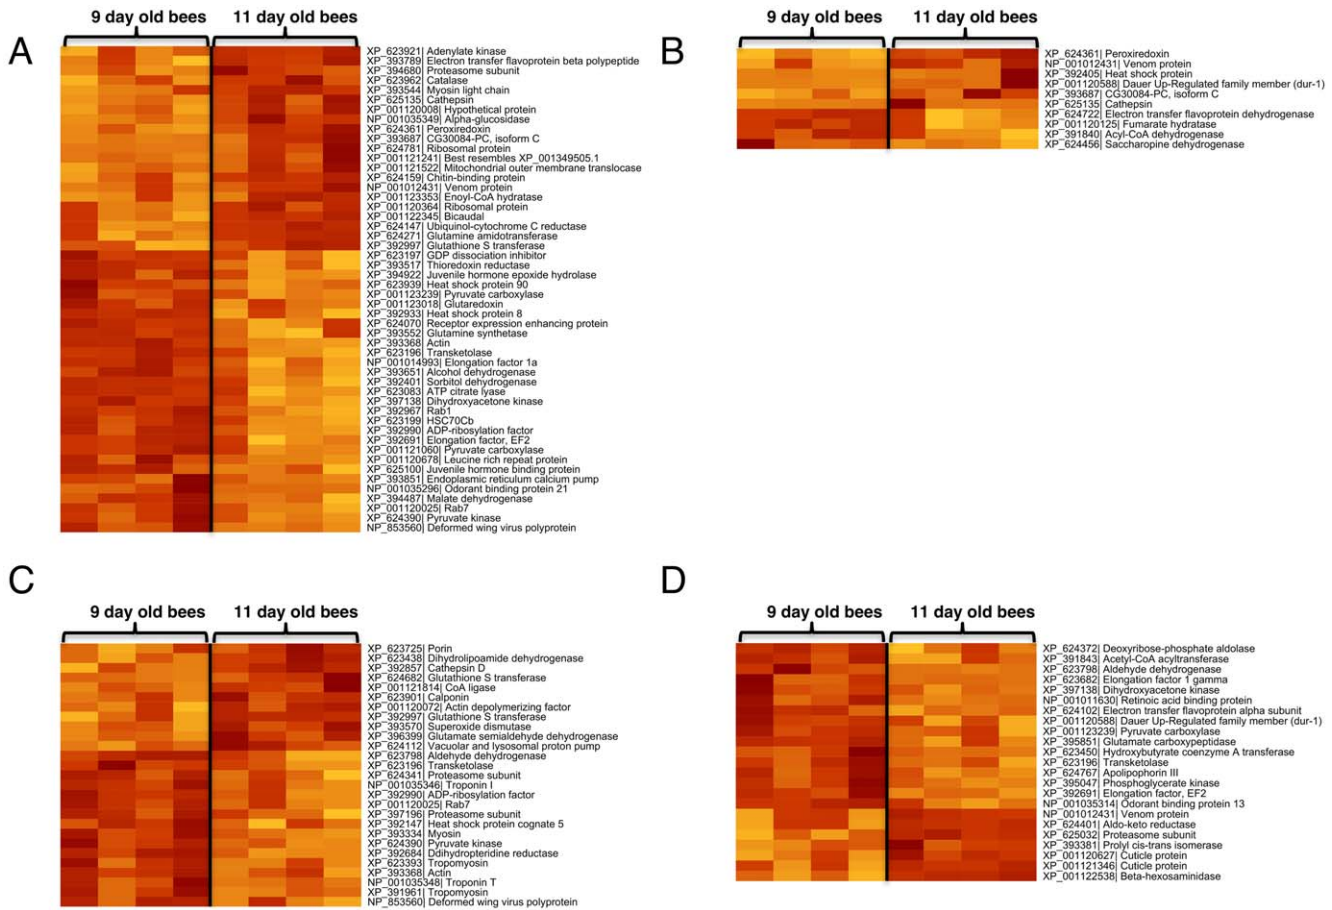 A
9 day old bees 11 day old bees
XP_623921| Adenylate kinase
XP_393789| Electron transfer flavoprotein beta polypeptide
XP_394680| Proteasome subunit
XP_623962| Catalase
XP_393544| Myosin light chain
XP_625135| Cathepsin
XP_001120008| Hypothetical protein
NP_001035349| Alpha-glucosidase
XP_624361| Peroxiredoxin
XP_393687| CG30084-PC, isoform C
XP_624781| Ribosomal protein
XP_001121241| Best resembles XP_001349505.1
XP_001121522| Mitochondrial outer membrane translocase
XP_624159| Chitin-binding protein
NP_001012431| Venom protein
XP_001123353| Enoyl-CoA hydratase
XP_001120364| Ribosomal protein
XP_001122345| Bicaudal
XP_624147| Ubiquinol-cytochrome C reductase
XP_624271| Glutamine amidotransferase
XP_392997| Glutathione S transferase
XP_623197| GDP dissociation inhibitor
XP_393517| Thioredoxin reductase
XP_394922| Juvenile hormone epoxide hydrolase
XP_623939| Heat shock protein 90
XP_001123239| Pyruvate carboxylase
XP_001123018| Glutaredoxin
XP_392933| Heat shock protein 8
XP_624070| Receptor expression enhancing protein
XP_393552| Glutamine synthetase
XP_393368| Actin
XP_623196| Transketolase
NP_001014993| Elongation factor 1a
XP_393651| Alcohol dehydrogenase
XP_392401| Sorbitol dehydrogenase
XP_623083| ATP citrate lyase
XP_397138| Dihydroxyacetone kinase
XP_392967| Rab1
XP_623199| HSC70Cb
XP_392990| ADP-ribosylation factor
XP_392691| Elongation factor, EF2
XP_001121060| Pyruvate carboxylase
XP_001120678| Leucine rich repeat protein
XP_625100| Juvenile hormone binding protein
XP_393851| Endoplasmic reticulum calcium pump
NP_001035296| Odorant binding protein 21
XP_394487| Malate dehydrogenase
XP_001120025| Rab7
XP_624390| Pyruvate kinase
NP_853560| Deformed wing virus polyprotein
B
9 day old bees 11 day old bees
XP_624361| Peroxiredoxin
NP_001012431| Venom protein
XP_392405| Heat shock protein
XP_001120588| Dauer Up-Regulated family member (dur-1)
XP_393687| CG30084-PC, isoform C
XP_625135| Cathepsin
XP_624722| Electron transfer flavoprotein dehydrogenase
XP_001120125| Fumarate hydratase
XP_391840| Acyl-CoA dehydrogenase
XP_624456| Saccharopine dehydrogenase
C
9 day old bees 11 day old bees
XP_623725| Porin
XP_623438| Dihydrolipoamide dehydrogenase
XP_392857| Cathepsin D
XP_624682| Glutathione S transferase
XP_001121814| CoA ligase
XP_623901| Calponin
XP_001120072| Actin depolymerizing factor
XP_392997| Glutathione S transferase
XP_393570| Superoxide dismutase
XP_396399| Glutamate semialdehyde dehydrogenase
XP_624112| Vacuolar and lysosomal proton pump
XP_623798| Aldehyde dehydrogenase
XP_623196| Transketolase
XP_624341| Proteasome subunit
NP_001035346| Troponin I
XP_392990| ADP-ribosylation factor
XP_001120025| Rab7
XP_397196| Proteasome subunit
XP_392147| Heat shock protein cognate 5
XP_393334| Myosin
XP_624390| Pyruvate kinase
XP_392684| Ddihydropteridine reductase
XP_623393| Tropomyosin
XP_393368| Actin
NP_001035348| Troponin T
XP_391961| Tropomyosin
NP_853560| Deformed wing virus polyprotein
D
9 day old bees 11 day old bees
XP_624372| Deoxyribose-phosphate aldolase
XP_391843| Acetyl-CoA acyltransferase
XP_623798| Aldehyde dehydrogenase
XP_623682| Elongation factor 1 gamma
XP_397138| Dihydroxyacetone kinase
NP_001011630| Retinoic acid binding protein
XP_624102| Electron transfer flavoprotein alpha subunit
XP_001120588| Dauer Up-Regulated family member (dur-1)
XP_001123239| Pyruvate carboxylase
XP_395851| Glutamate carboxypeptidase
XP_623450| Hydroxybutyrate coenzyme A transferase
XP_623196| Transketolase
XP_624767| Apolipophorin III
XP_395047| Phosphoglycerate kinase
XP_392691| Elongation factor, EF2
NP_001035314| Odorant binding protein 13
NP_001012431| Venom protein
XP_624401| Aldo-keto reductase
XP_625032| Proteasome subunit
XP_393381| Prolyl cis-trans isomerase
XP_001120627| Cuticle protein
XP_001121346| Cuticle protein
XP_001122538| Beta-hexosaminidase